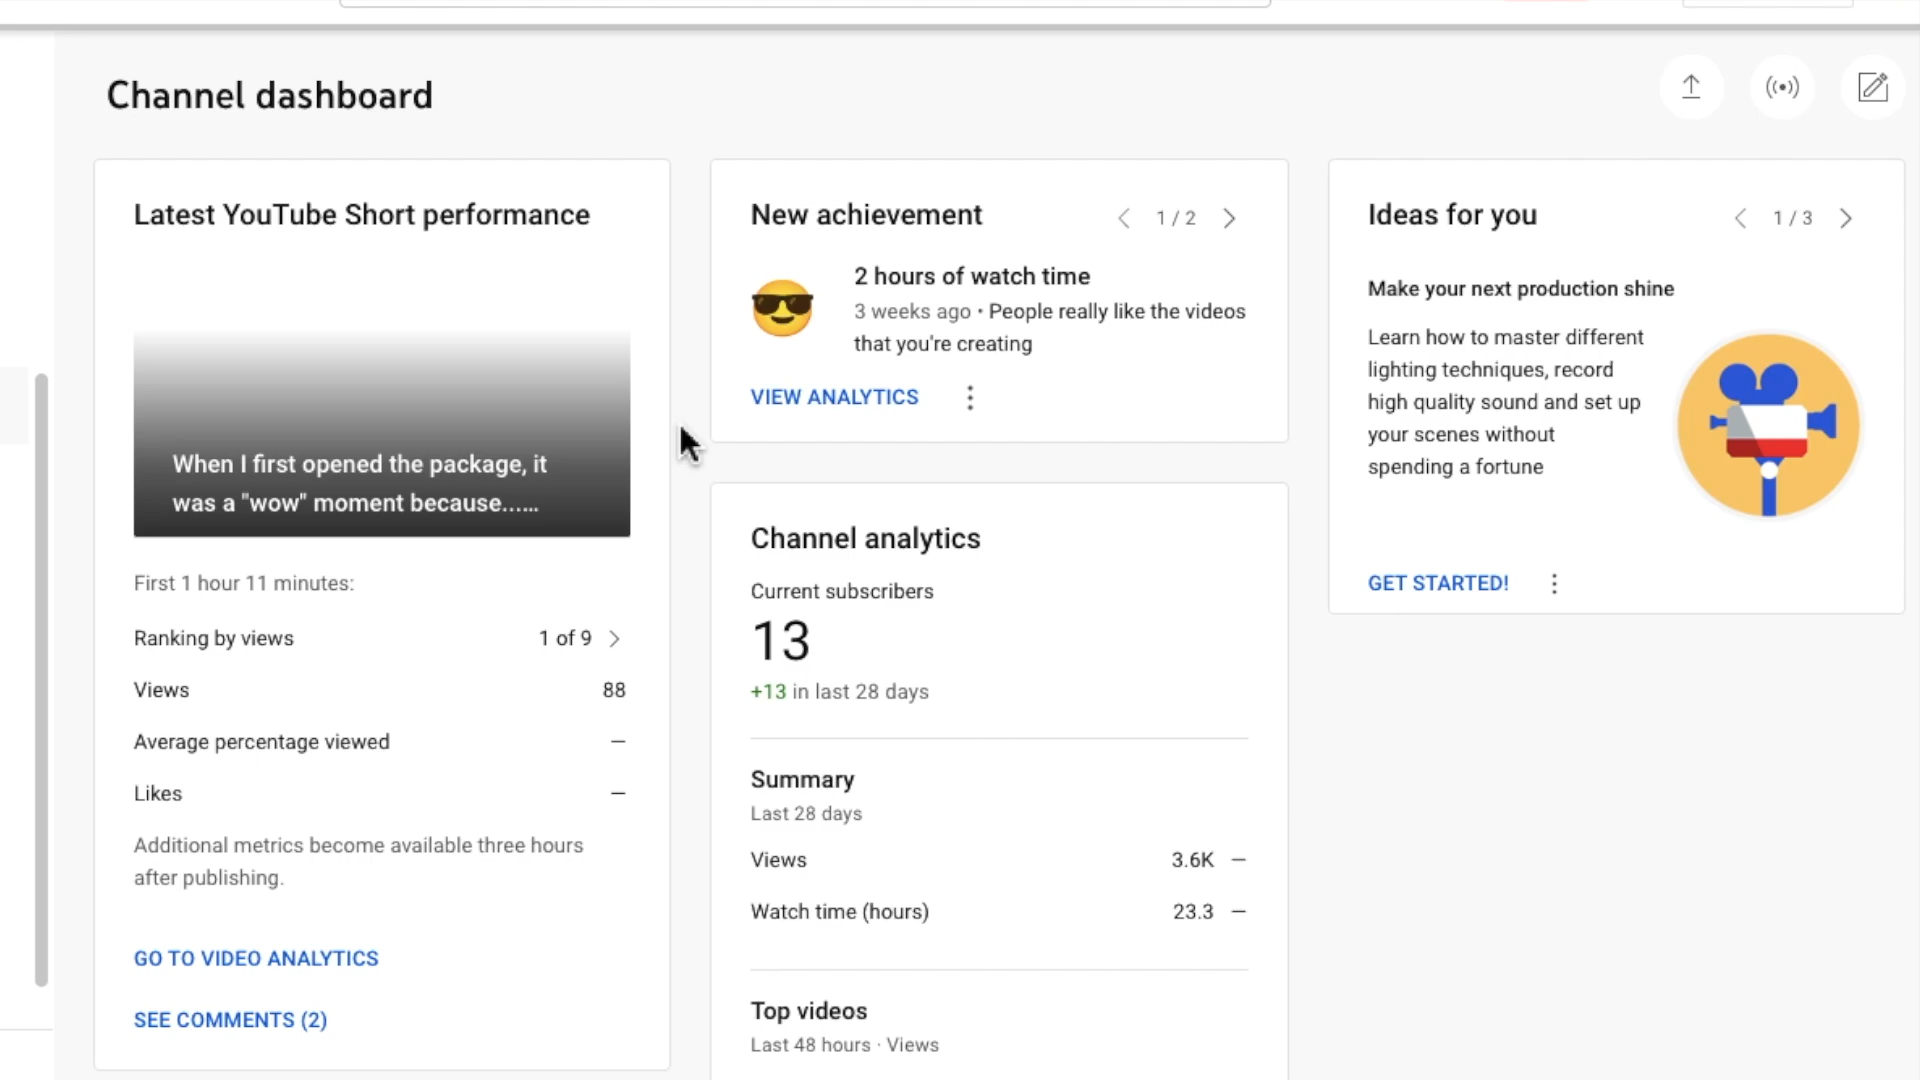 Channel dashboard
Latest YouTube Short performance
When I first opened the package, it
was a "wow" moment because......
First 1 hour 11 minutes:
Ranking by views 1 of 9
Views 88
Average percentage viewed —
Likes —
Additional metrics become available three hours
after publishing.
GO TO VIDEO ANALYTICS
SEE COMMENTS (2)
New achievement 1 / 2
2 hours of watch time
3 weeks ago • People really like the videos
that you're creating
VIEW ANALYTICS
Channel analytics
Current subscribers
13
+13 in last 28 days
Summary
Last 28 days
Views 3.6K —
Watch time (hours) 23.3 —
Top videos
Last 48 hours · Views
Ideas for you 1 / 3
Make your next production shine
Learn how to master different
lighting techniques, record
high quality sound and set up
your scenes without
spending a fortune
GET STARTED!